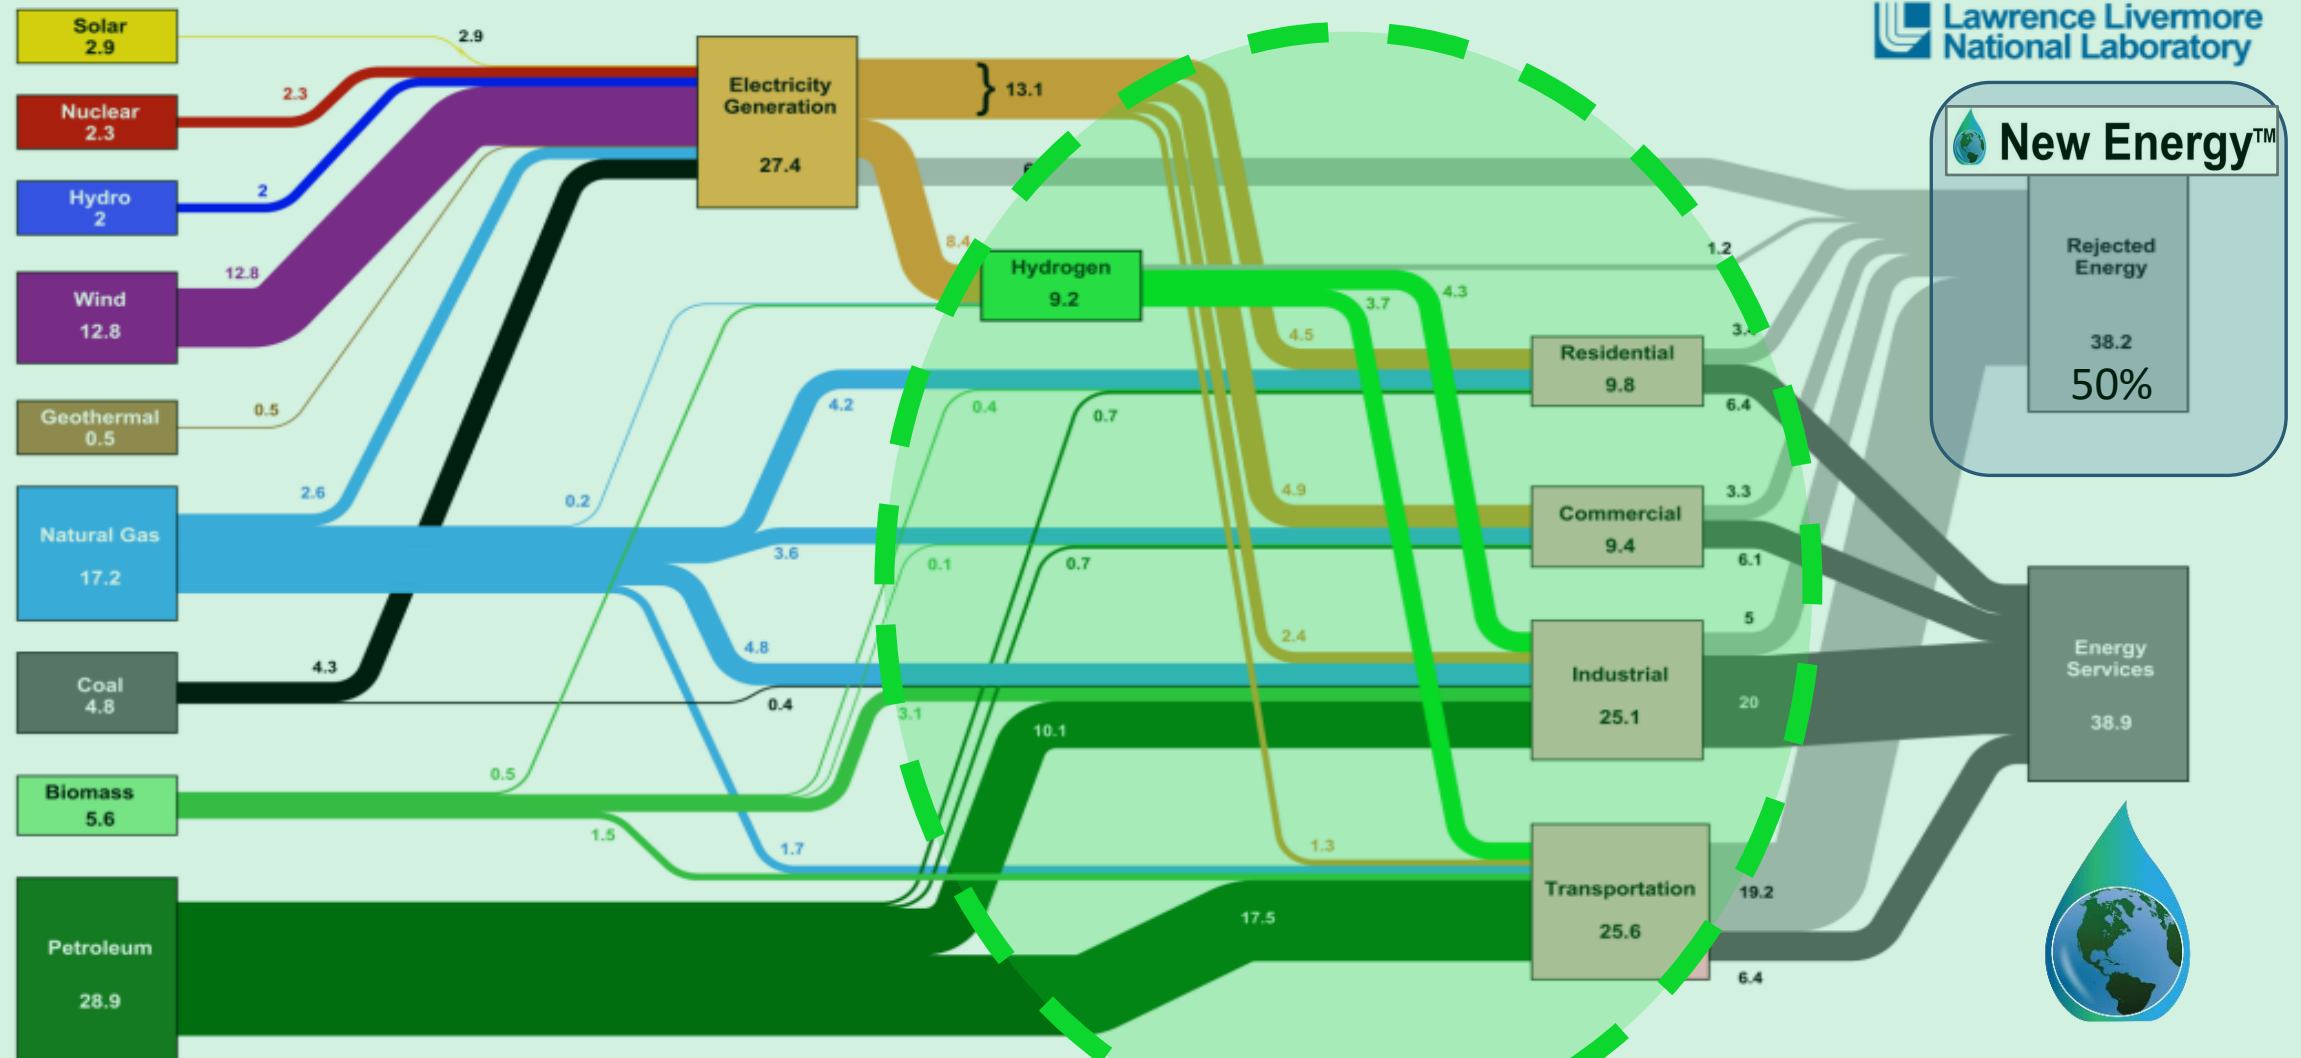 Solar
2.9
2.9
Lawrence Livermore
National Laboratory
Nuclear
2.3
2.3
Electricity
Generation
27.4
} 13.1
6
New Energy™
Hydro
2
2
Wind
12.8
12.8
8.4
Hydrogen
9.2
1.2
Rejected
Energy
38.2
50%
4.3
3.7
4.5
3.
Residential
9.8
6.4
Geothermal
0.5
0.5
4.2
0.4
0.7
Natural Gas
17.2
2.6
0.2
3.6
4.9
Commercial
9.4
3.3
6.1
0.1
0.7
Coal
4.8
4.3
4.8
0.4
2.4
Industrial
25.1
5
20
Energy
Services
38.9
3.1
10.1
Biomass
5.6
0.5
1.5
1.7
1.3
Transportation
25.6
19.2
6.4
Petroleum
28.9
17.5